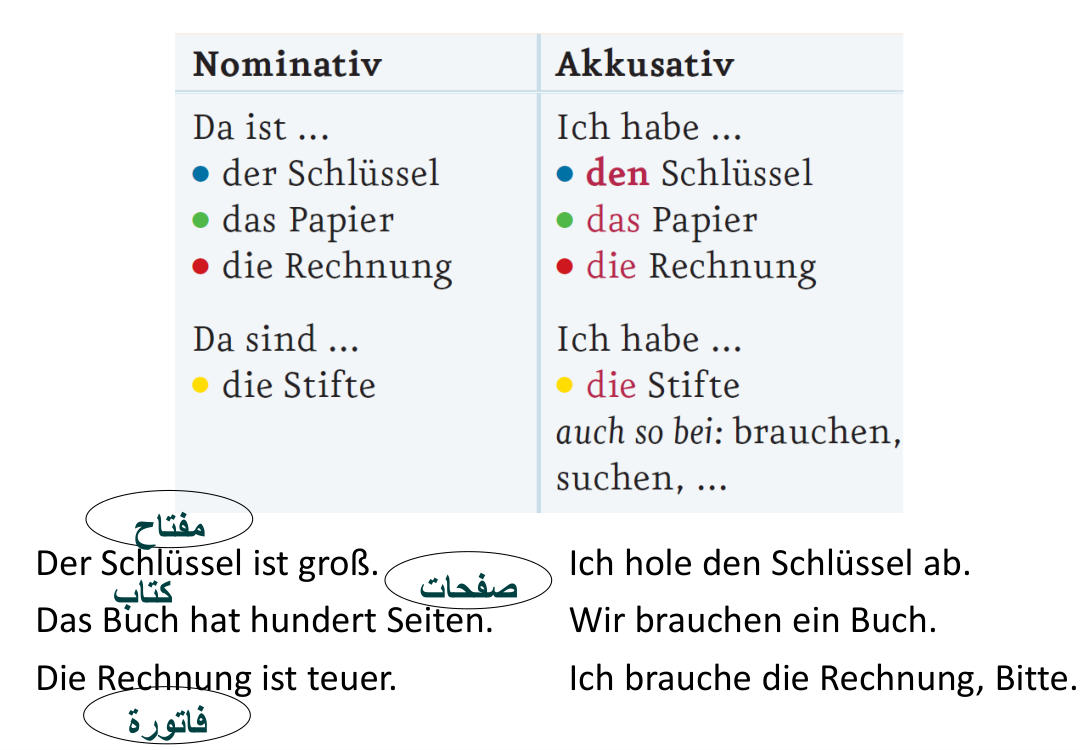 Nominativ
Da ist ...
der Schlüssel
das Papier
die Rechnung
Da sind ...
die Stifte
Akkusativ
Ich habe ...
den Schlüssel
das Papier
die Rechnung
Ich habe ...
die Stifte
auch so bei: brauchen,
suchen, ...
مفتاح
Der Schlüssel ist groß.
كتاب
صفحات
Das Buch hat hundert Seiten.
Die Rechnung ist teuer.
فاتورة
Ich hole den Schlüssel ab.
Wir brauchen ein Buch.
Ich brauche die Rechnung, Bitte.